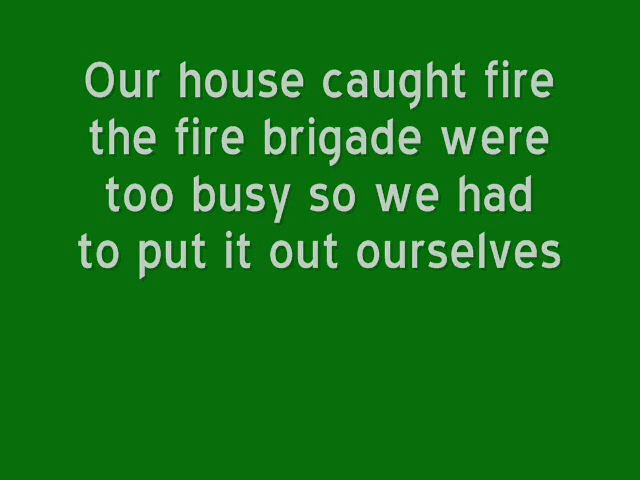 Our house caught fire
the fire brigade were
too busy so we had
to put it out ourselves